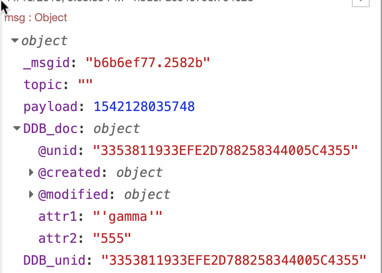 msg : Object
object
_msgid: "b6b6ef77.2582b"
topic: ""
payload: 1542128035748
DDB_doc: object
@unid: "3353811933EFE2D788258344005C4355"
@created: object
@modified: object
attr1: "'gamma'"
attr2: "555"
DDB_unid: "3353811933EFE2D788258344005C4355"